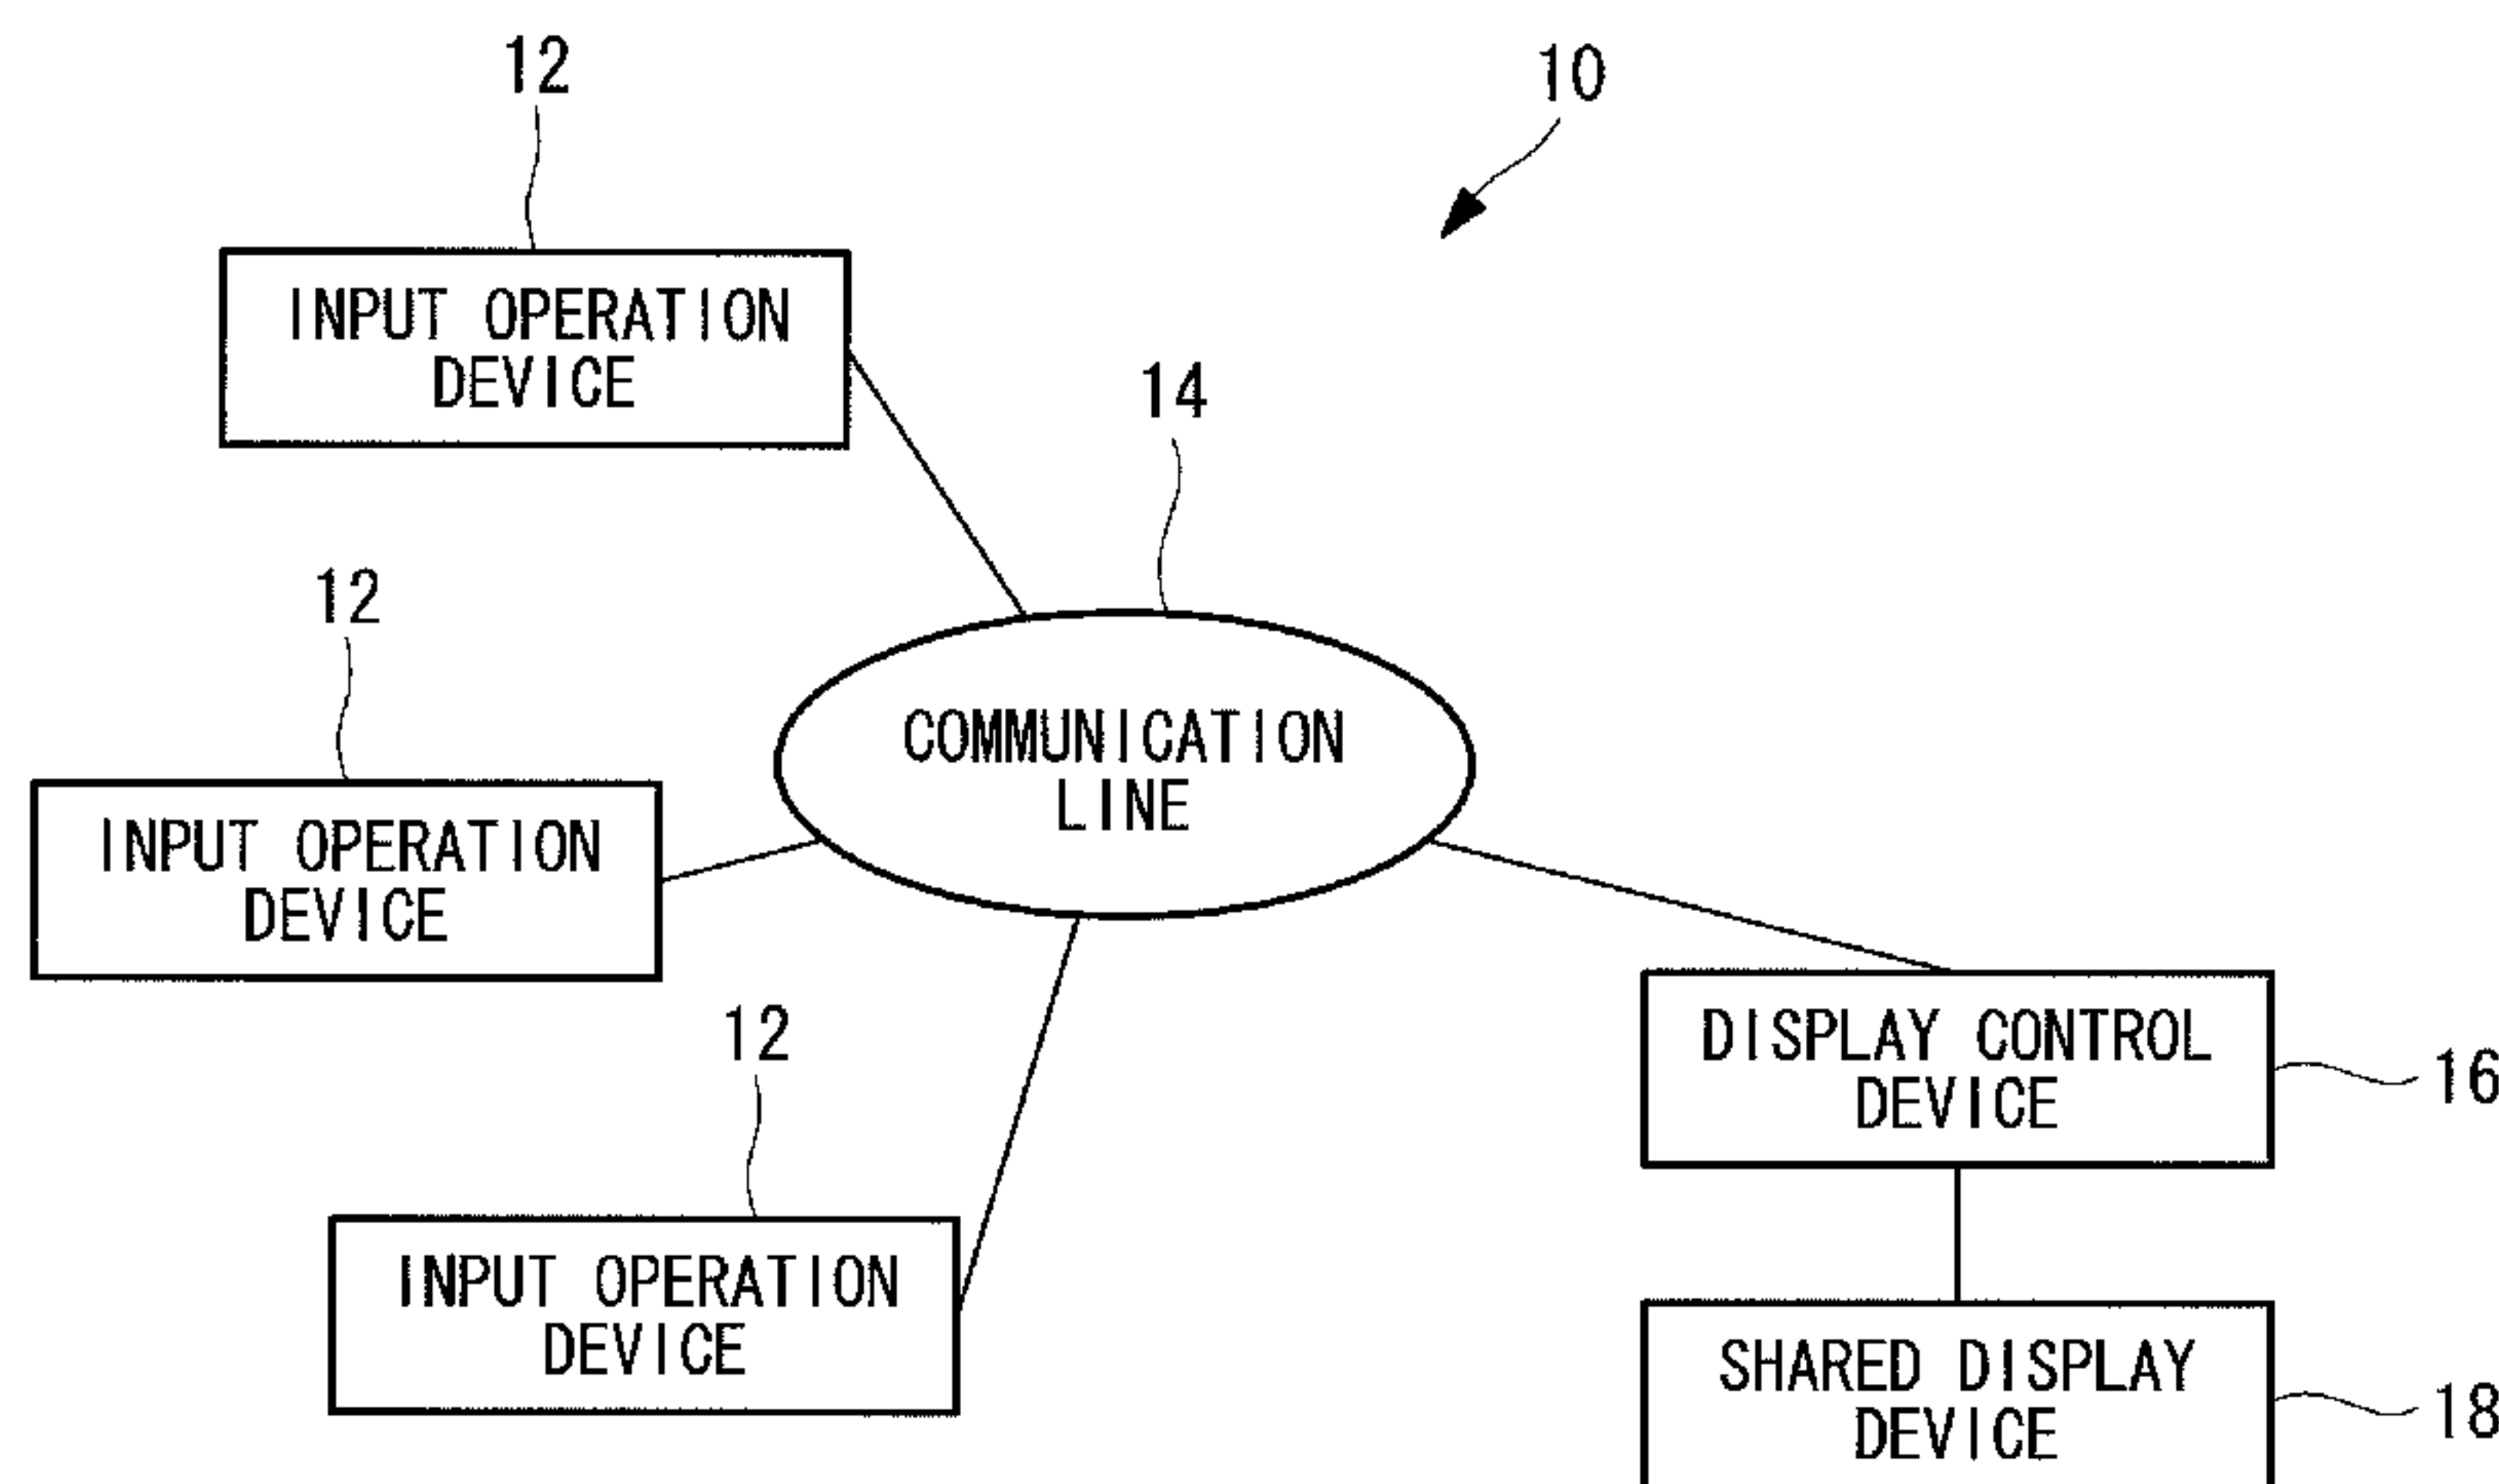 12
10
INPUT OPERATION
DEVICE
14
12
COMMUNICATION
LINE
INPUT OPERATION
DEVICE
12
DISPLAY CONTROL
DEVICE
16
INPUT OPERATION
DEVICE
SHARED DISPLAY
DEVICE
18